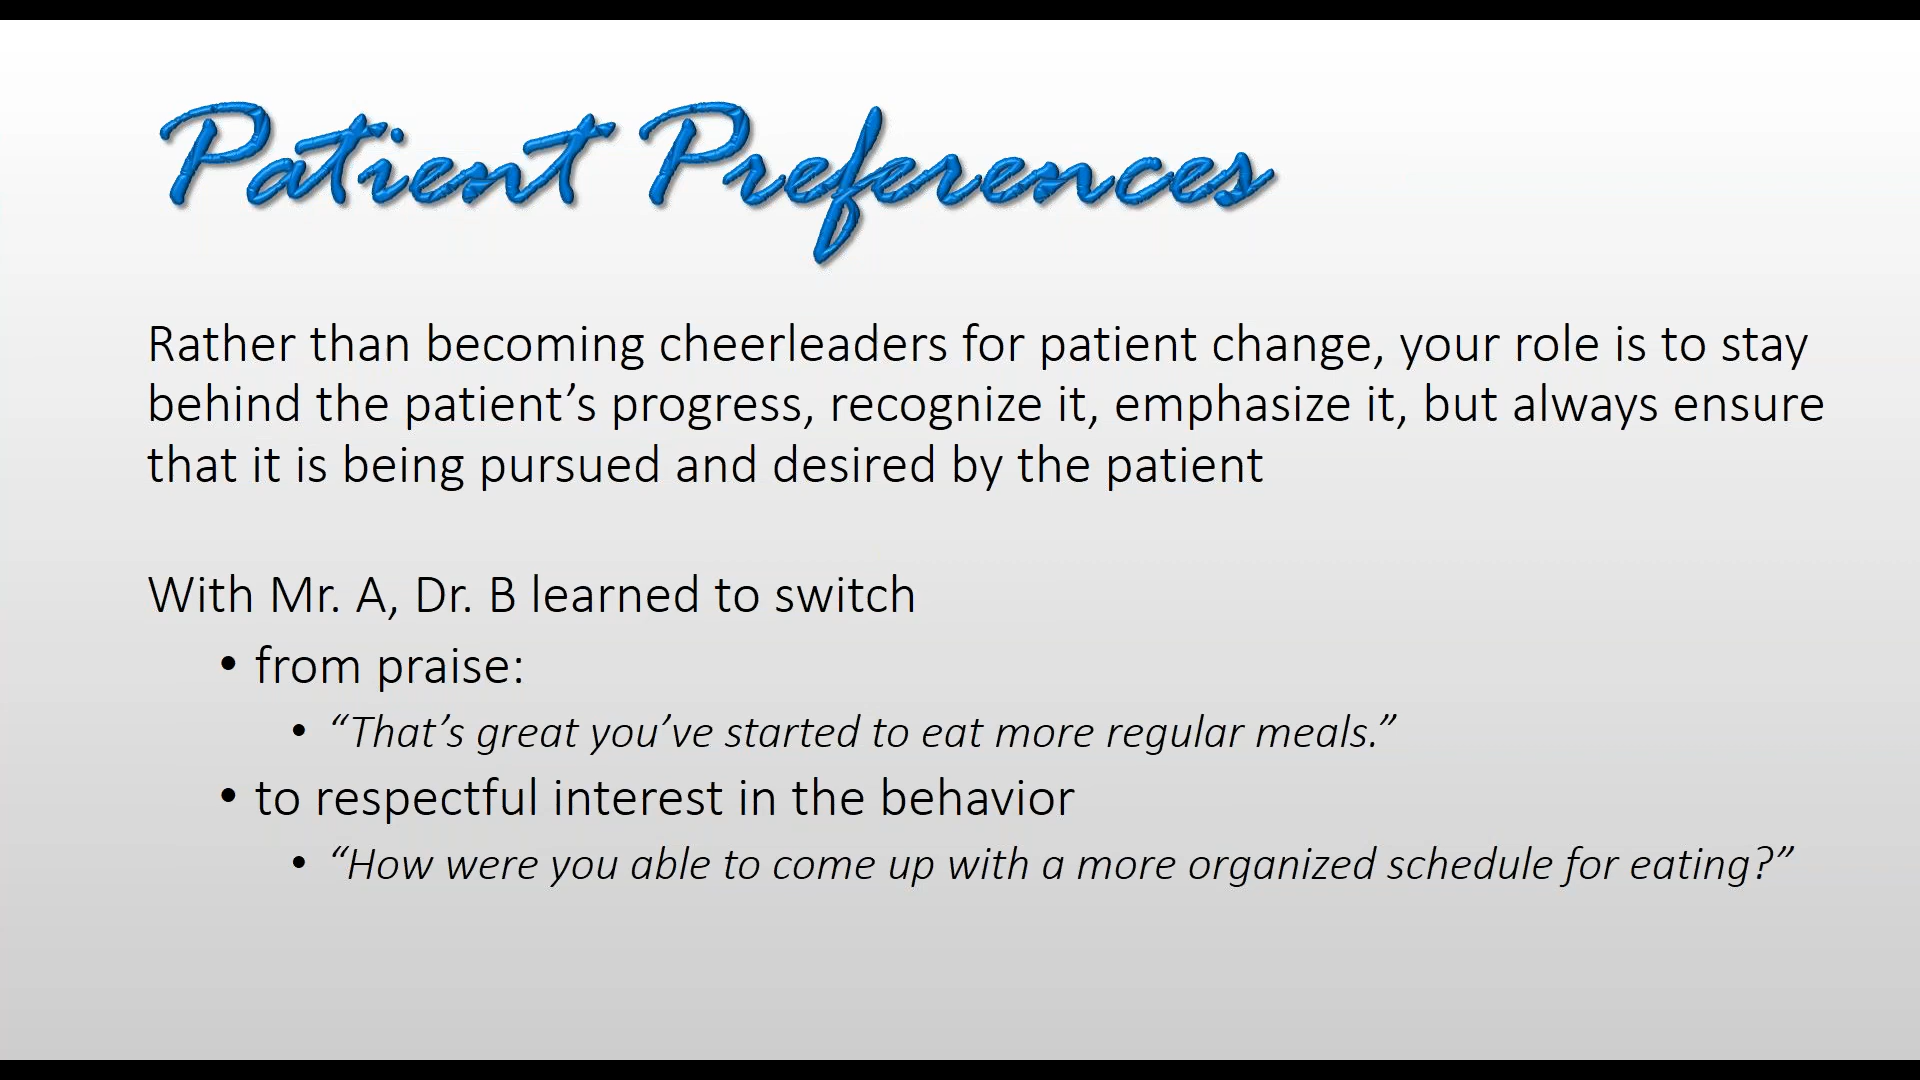 Patient Preferences
Rather than becoming cheerleaders for patient change, your role is to stay
behind the patient’s progress, recognize it, emphasize it, but always ensure
that it is being pursued and desired by the patient
With Mr. A, Dr. B learned to switch
• from praise:
• “That’s great you’ve started to eat more regular meals.”
• to respectful interest in the behavior
• “How were you able to come up with a more organized schedule for eating?”